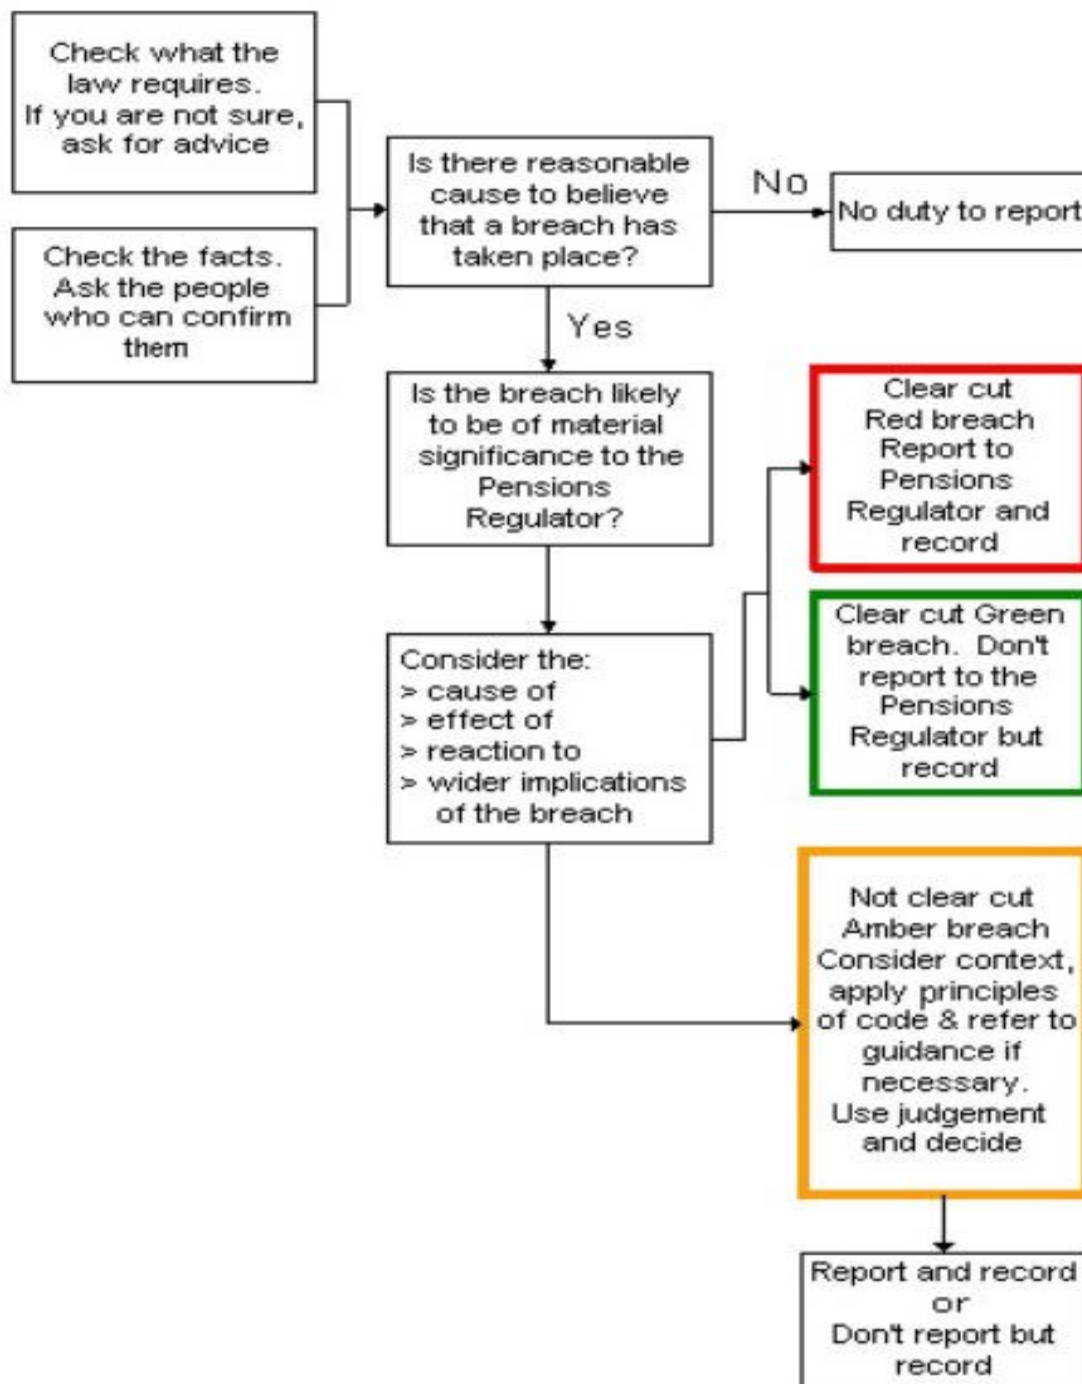 Check what the
law requires.
If you are not sure,
ask for advice
Check the facts.
Ask the people
who can confirm
them
Is there reasonable
cause to believe
that a breach has
taken place?
No
No duty to report
Yes
Is the breach likely
to be of material
significance to the
Pensions
Regulator?
Clear cut
Red breach
Report to
Pensions
Regulator and
record
Clear cut Green
breach. Don't
report to the
Pensions
Regulator but
record
Consider the:
> cause of
> effect of
> reaction to
> wider implications
of the breach
Not clear cut
Amber breach
Consider context,
apply principles
of code & refer to
guidance if
necessary.
Use judgement
and decide
Report and record
or
Don't report but
record